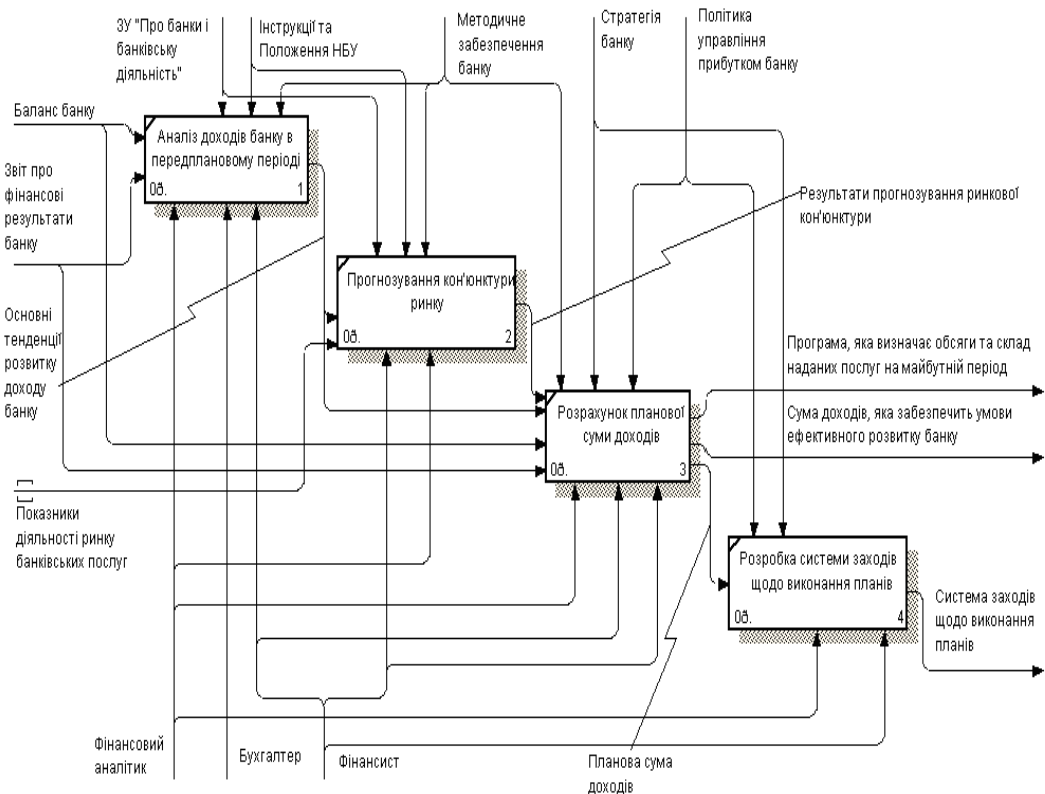 ЗУ "Про банки і
банківську
діяльність"
Інструкції та
Положення НБУ
Методичне
забезпечення
банку
Стратегія
банку
Політика
управління
прибутком банку
Баланс банку
Аналіз доходів банку в
передплановому періоді
0ð. 1
Звіт про
фінансові
результати
банку
Результати прогнозування ринкової
кон'юнктури
Прогнозування кон'юнктури
ринку
0ð. 2
Основні
тенденції
розвитку
доходу
банку
Програма, яка визначає обсяги та склад
наданих послуг на майбутній період
Розрахунок планової
суми доходів
0ð. 3
Сума доходів, яка забезпечить умови
ефективного розвитку банку
Показники
діяльності ринку
банківських послуг
Розробка системи заходів
щодо виконання планів
0ð. 4
Система заходів
щодо виконання
планів
Фінансовий
аналітик
Бухгалтер
Фінансист
Планова сума
доходів